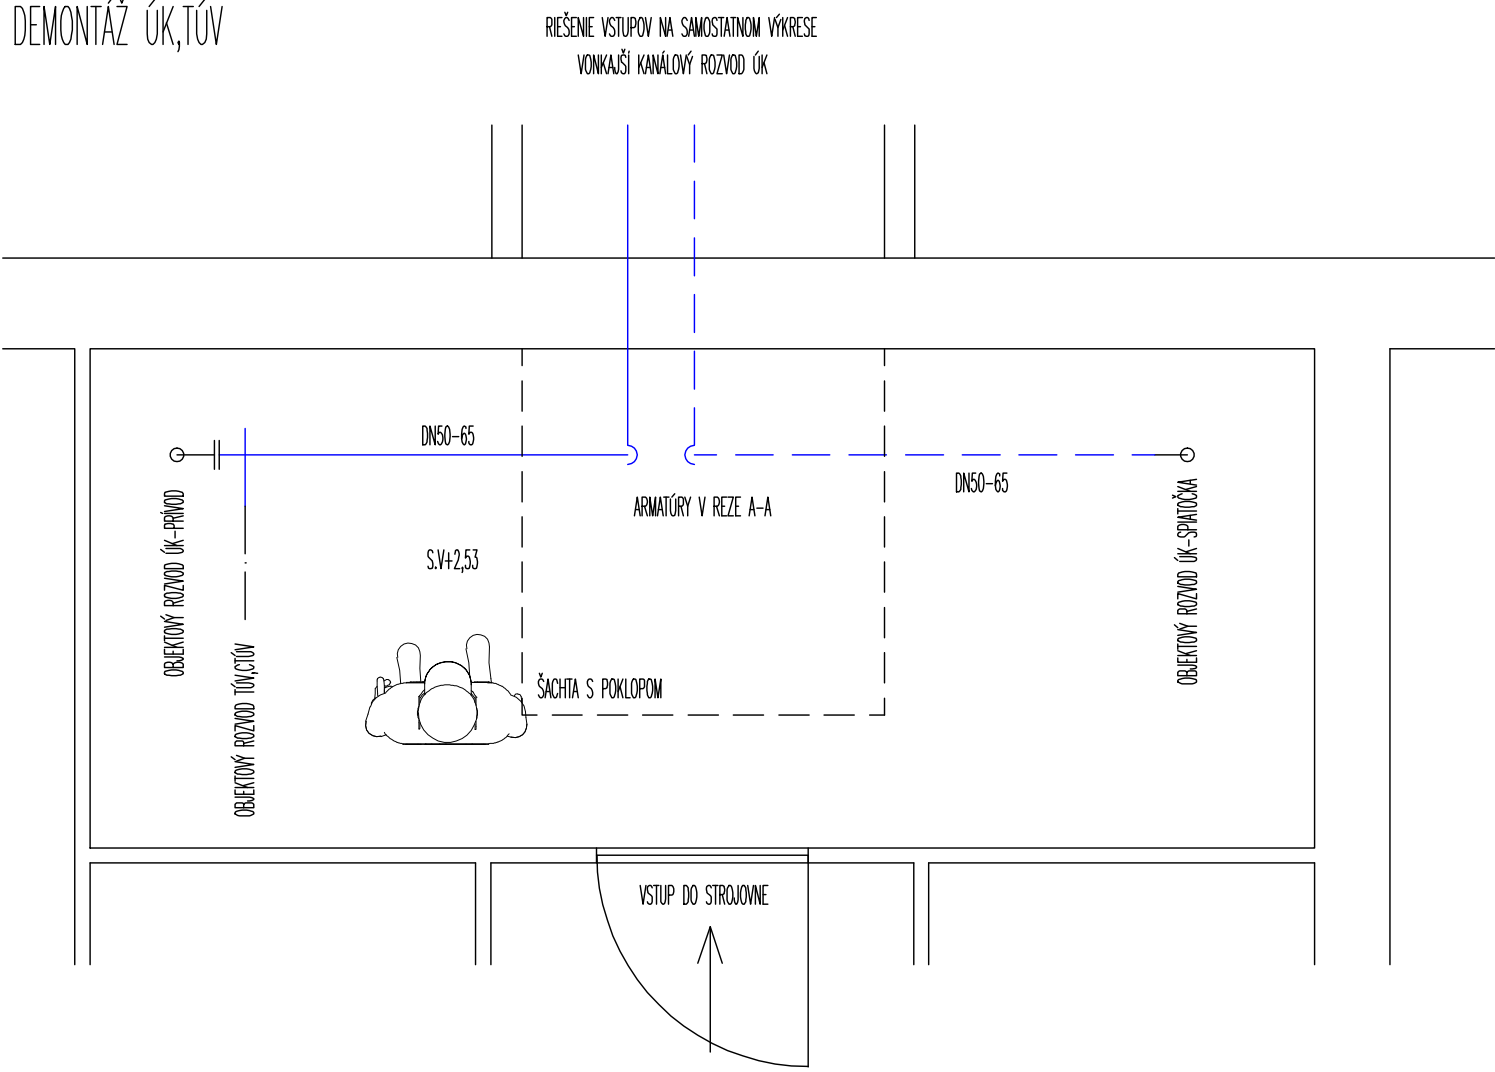 DEMONTÁŽ ÚK,TÚV
RIEŠENIE VSTUPOV NA SAMOSTATNOM VÝKRESE
VONKAJŠÍ KANÁLOVÝ ROZVOD ÚK
DN50-65
DN50-65
ARMATÚRY V REZE A-A
OBJEKTOVÝ ROZVOD ÚK-PRÍVOD
S.V+2,53
OBJEKTOVÝ ROZVOD ÚK-SPIATOČKA
OBJEKTOVÝ ROZVOD TÚV,CTÚV
ŠACHTA S POKLOPOM
VSTUP DO STROJOVNE